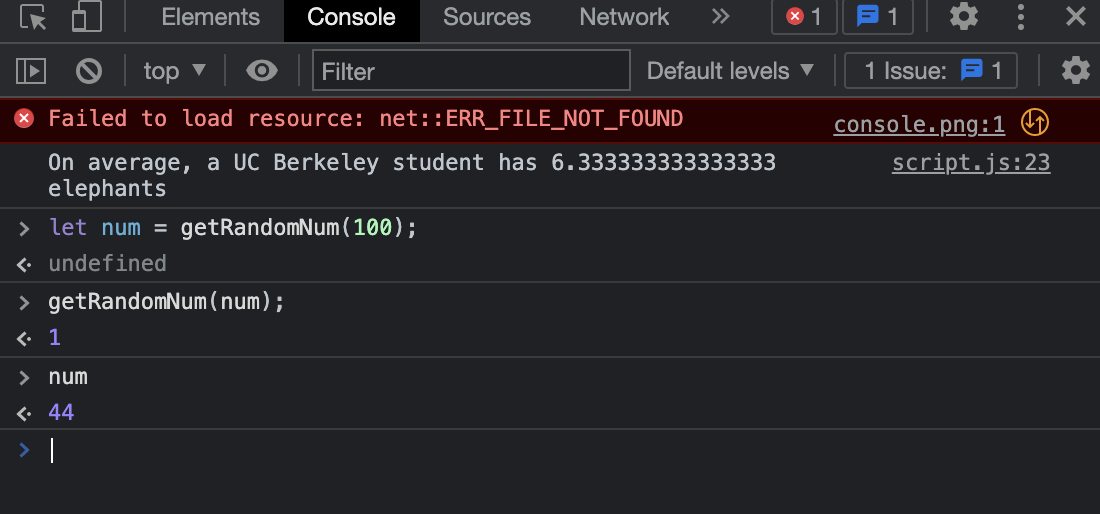 Elements Console Sources Network >> 1 1
top ▼ Filter Default levels ▼ 1 Issue: 1
Failed to load resource: net::ERR_FILE_NOT_FOUND console.png:1
On average, a UC Berkeley student has 6.333333333333333 script.js:23
elephants
> let num = getRandomNum(100);
undefined
> getRandomNum(num);
1
> num
44
>